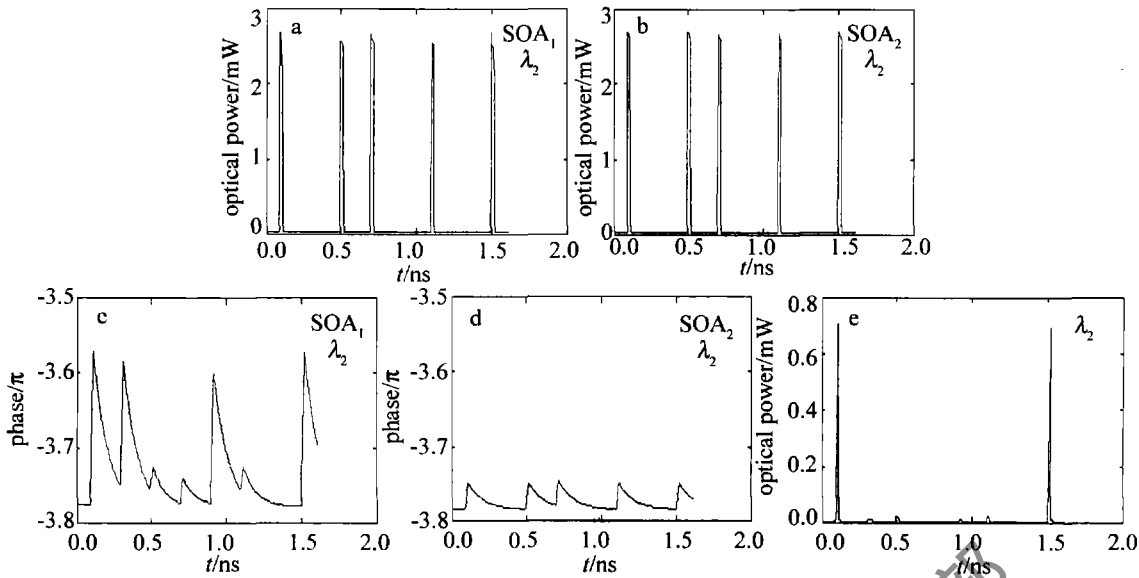 a
SOA₁
λ₂
optical power/mW
3
2
1
0
0.0 0.5 1.0 1.5 2.0
t/ns
b
SOA₂
λ₂
optical power/mW
3
2
1
0
0.0 0.5 1.0 1.5 2.0
t/ns
c
SOA₁
λ₂
phase/π
-3.5
-3.6
-3.7
-3.8
0.0 0.5 1.0 1.5 2.0
t/ns
d
SOA₂
λ₂
phase/π
-3.5
-3.6
-3.7
-3.8
0.0 0.5 1.0 1.5 2.0
t/ns
e
λ₂
optical power/mW
0.8
0.6
0.4
0.2
0.0
0.0 0.5 1.0 1.5 2.0
t/ns